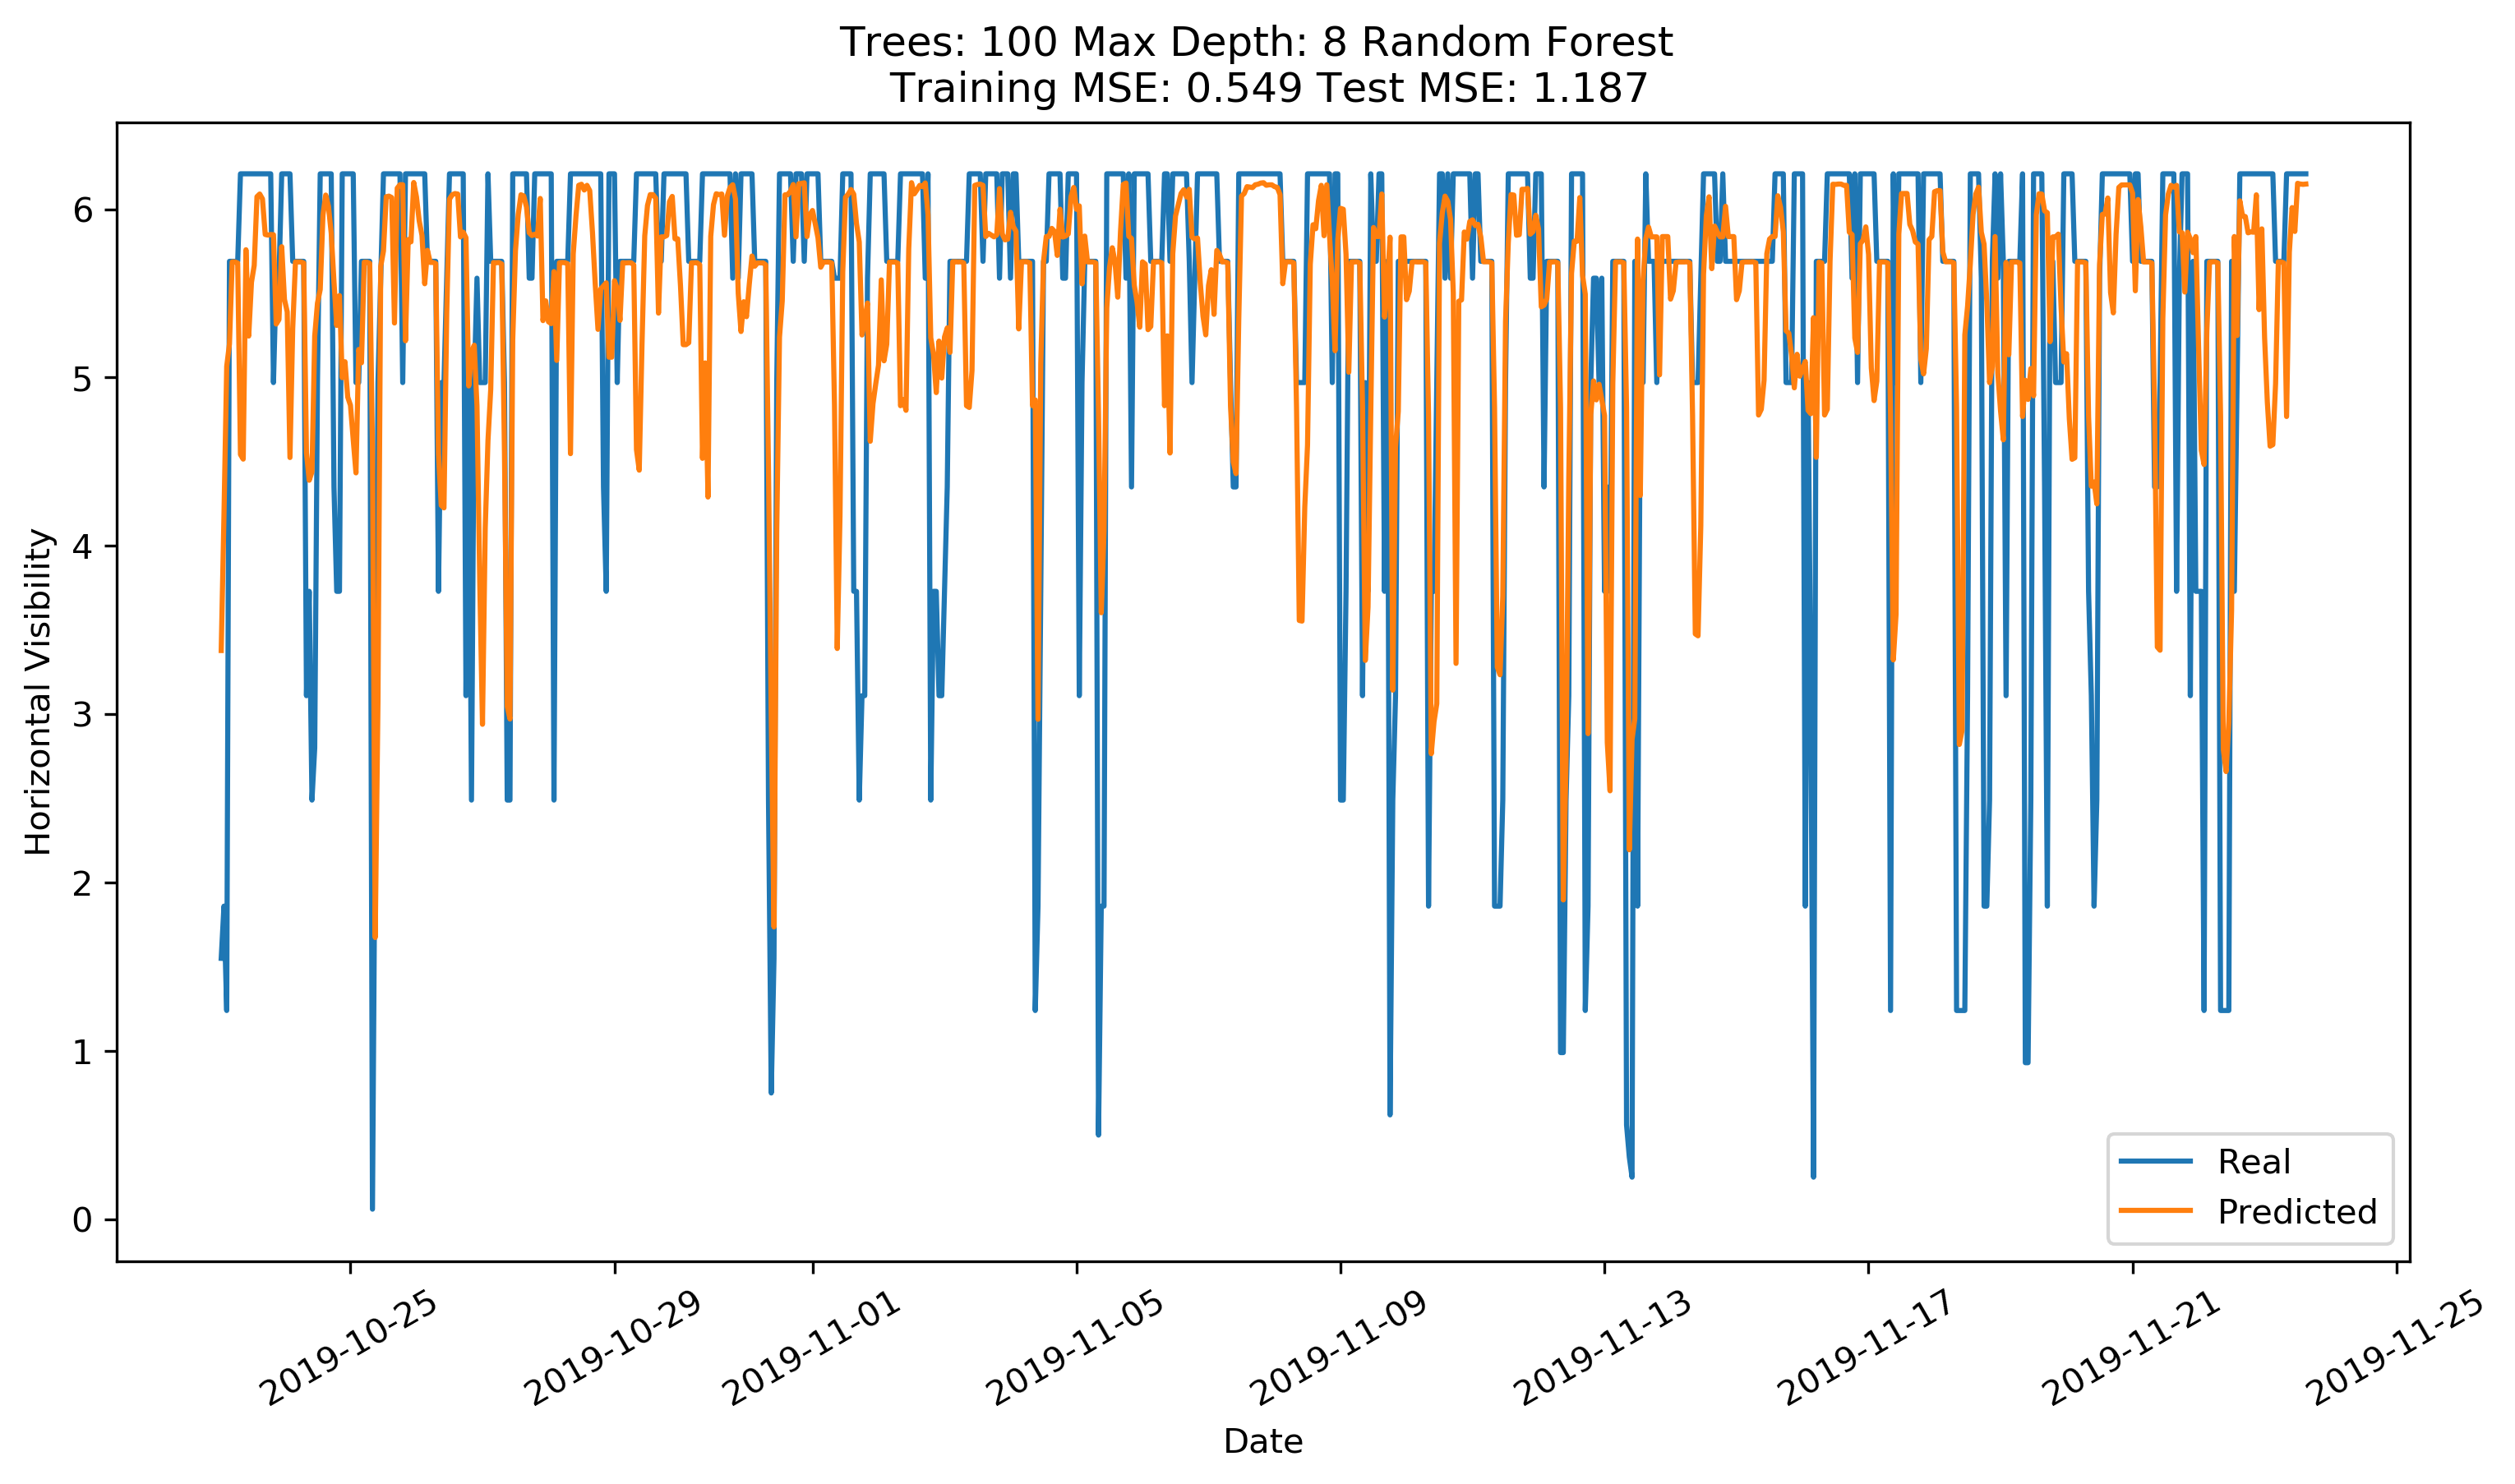 Trees: 100 Max Depth: 8 Random Forest
Training MSE: 0.549 Test MSE: 1.187
Horizontal Visibility
6
5
4
3
2
1
0
Real
Predicted
2019-10-25
2019-10-29
2019-11-01
2019-11-05
2019-11-09
2019-11-13
2019-11-17
2019-11-21
2019-11-25
Date